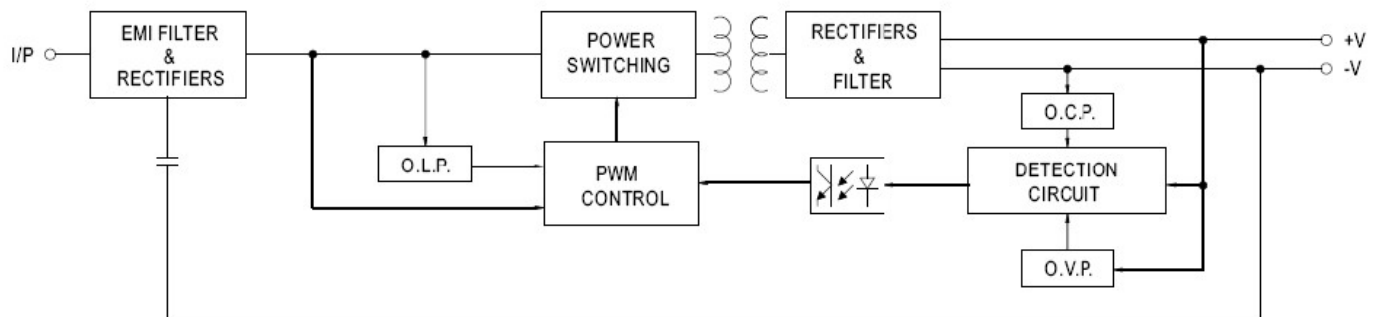 I/P
EMI FILTER
&
RECTIFIERS
POWER
SWITCHING
RECTIFIERS
&
FILTER
+V
-V
O.C.P.
O.L.P.
PWM
CONTROL
DETECTION
CIRCUIT
O.V.P.